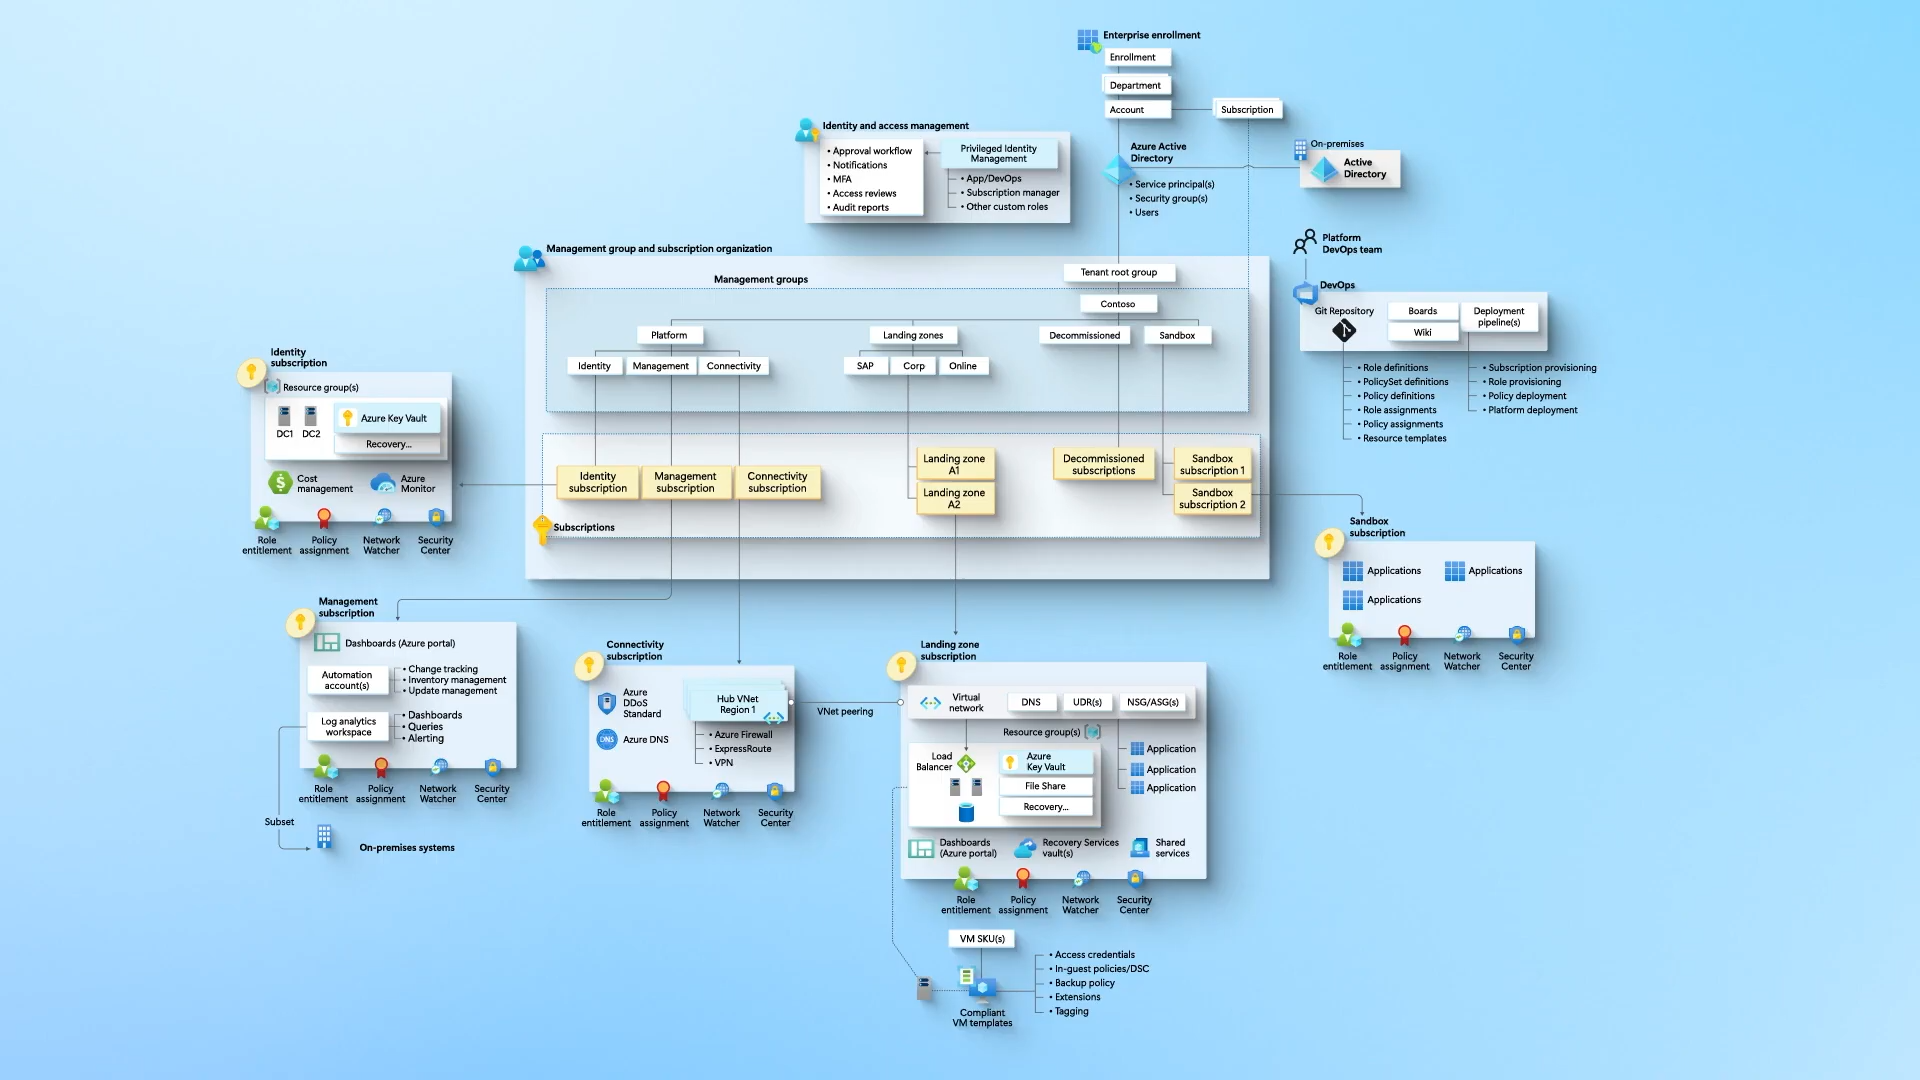 Enterprise enrollment
Enrollment
Department
Account
Subscription
Identity and access management
• Approval workflow
• Notifications
• MFA
• Access reviews
• Audit reports
Privileged Identity
Management
• App/DevOps
• Subscription manager
• Other custom roles
Azure Active
Directory
• Service principal(s)
• Security group(s)
• Users
On-premises
Active
Directory
Platform
DevOps team
DevOps
Git Repository
Boards
Wiki
Deployment
pipeline(s)
• Role definitions
• PolicySet definitions
• Policy definitions
• Role assignments
• Policy assignments
• Resource templates
• Subscription provisioning
• Role provisioning
• Policy deployment
• Platform deployment
Management group and subscription organization
Management groups
Tenant root group
Contoso
Platform
Landing zones
Decommissioned
Sandbox
Identity
Management
Connectivity
SAP
Corp
Online
Identity
subscription
Management
subscription
Connectivity
subscription
Landing zone
A1
Landing zone
A2
Decommissioned
subscriptions
Sandbox
subscription 1
Sandbox
subscription 2
Subscriptions
Identity
subscription
Resource group(s)
DC1
DC2
Azure Key Vault
Recovery...
Cost
management
Azure
Monitor
Role
entitlement
Policy
assignment
Network
Watcher
Security
Center
Sandbox
subscription
Applications
Applications
Applications
Role
entitlement
Policy
assignment
Network
Watcher
Security
Center
Management
subscription
Dashboards (Azure portal)
Automation
account(s)
• Change tracking
• Inventory management
• Update management
Log analytics
workspace
• Dashboards
• Queries
• Alerting
Role
entitlement
Policy
assignment
Network
Watcher
Security
Center
Subset
On-premises systems
Connectivity
subscription
Azure
DDoS
Standard
DNS
Azure DNS
Hub VNet
Region 1
• Azure Firewall
• ExpressRoute
• VPN
Role
entitlement
Policy
assignment
Network
Watcher
Security
Center
VNet peering
Landing zone
subscription
Virtual
network
DNS
UDR(s)
NSG/ASG(s)
Resource group(s)
Load
Balancer
Azure
Key Vault
File Share
Recovery...
Application
Application
Application
Dashboards
(Azure portal)
Recovery Services
vault(s)
Shared
services
Role
entitlement
Policy
assignment
Network
Watcher
Security
Center
VM SKU(s)
Compliant
VM templates
• Access credentials
• In-guest policies/DSC
• Backup policy
• Extensions
• Tagging